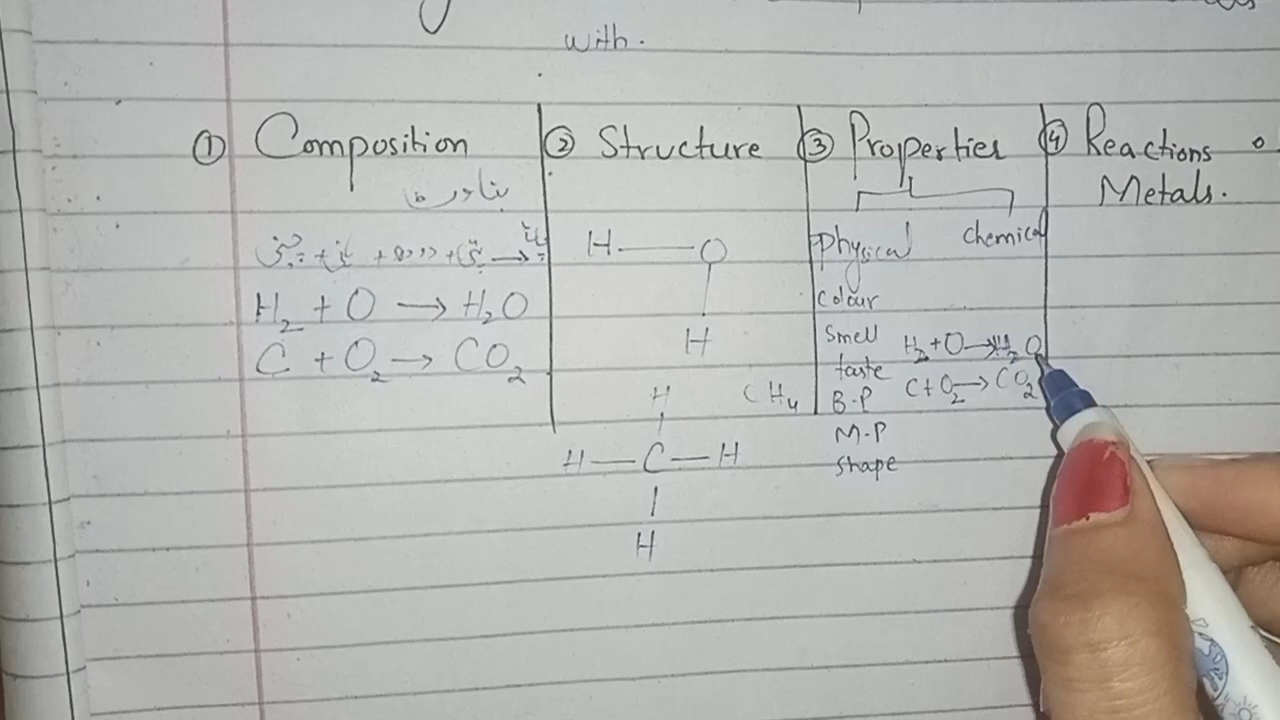 with.
① Composition
بناوٹ
H₂ + O → H₂O
C + O₂ → CO₂
② Structure
H — O
H
CH₄
H
H — C — H
H
③ Properties
physical chemical
colour
smell
taste
B.P
M.P
shape
H₂+O→H₂O
C+O₂→CO₂
④ Reactions
Metals.